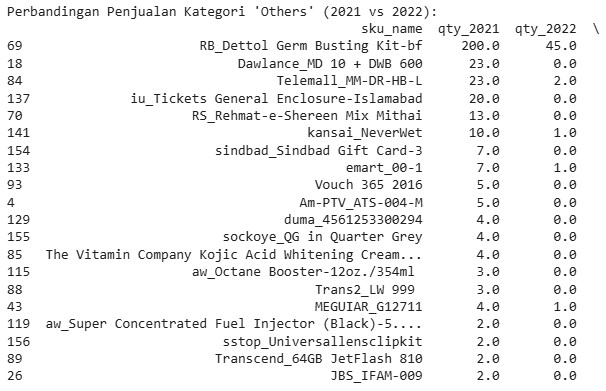 Perbandingan Penjualan Kategori 'Others' (2021 vs 2022):
sku_name qty_2021 qty_2022 \
69 RB_Dettol Germ Busting Kit-bf 200.0 45.0
18 Dawlance_MD 10 + DWB 600 23.0 0.0
84 Telemall_MM-DR-HB-L 23.0 2.0
137 iu_Tickets General Enclosure-Islamabad 20.0 0.0
70 RS_Rehmat-e-Shereen Mix Mithai 13.0 0.0
141 kansai_NeverWet 10.0 1.0
154 sindbad_Sindbad Gift Card-3 7.0 0.0
133 emart_00-1 7.0 1.0
93 Vouch 365 2016 5.0 0.0
4 Am-PTV_ATS-004-M 5.0 0.0
129 duma_4561253300294 4.0 0.0
155 sockoye_QG in Quarter Grey 4.0 0.0
85 The Vitamin Company Kojic Acid Whitening Cream... 4.0 0.0
115 aw_Octane Booster-12oz./354ml 3.0 0.0
88 Trans2_LW 999 3.0 0.0
43 MEGUIAR_G12711 4.0 1.0
119 aw_Super Concentrated Fuel Injector (Black)-5.... 2.0 0.0
156 sstop_Universallensclipkit 2.0 0.0
89 Transcend_64GB JetFlash 810 2.0 0.0
26 JBS_IFAM-009 2.0 0.0